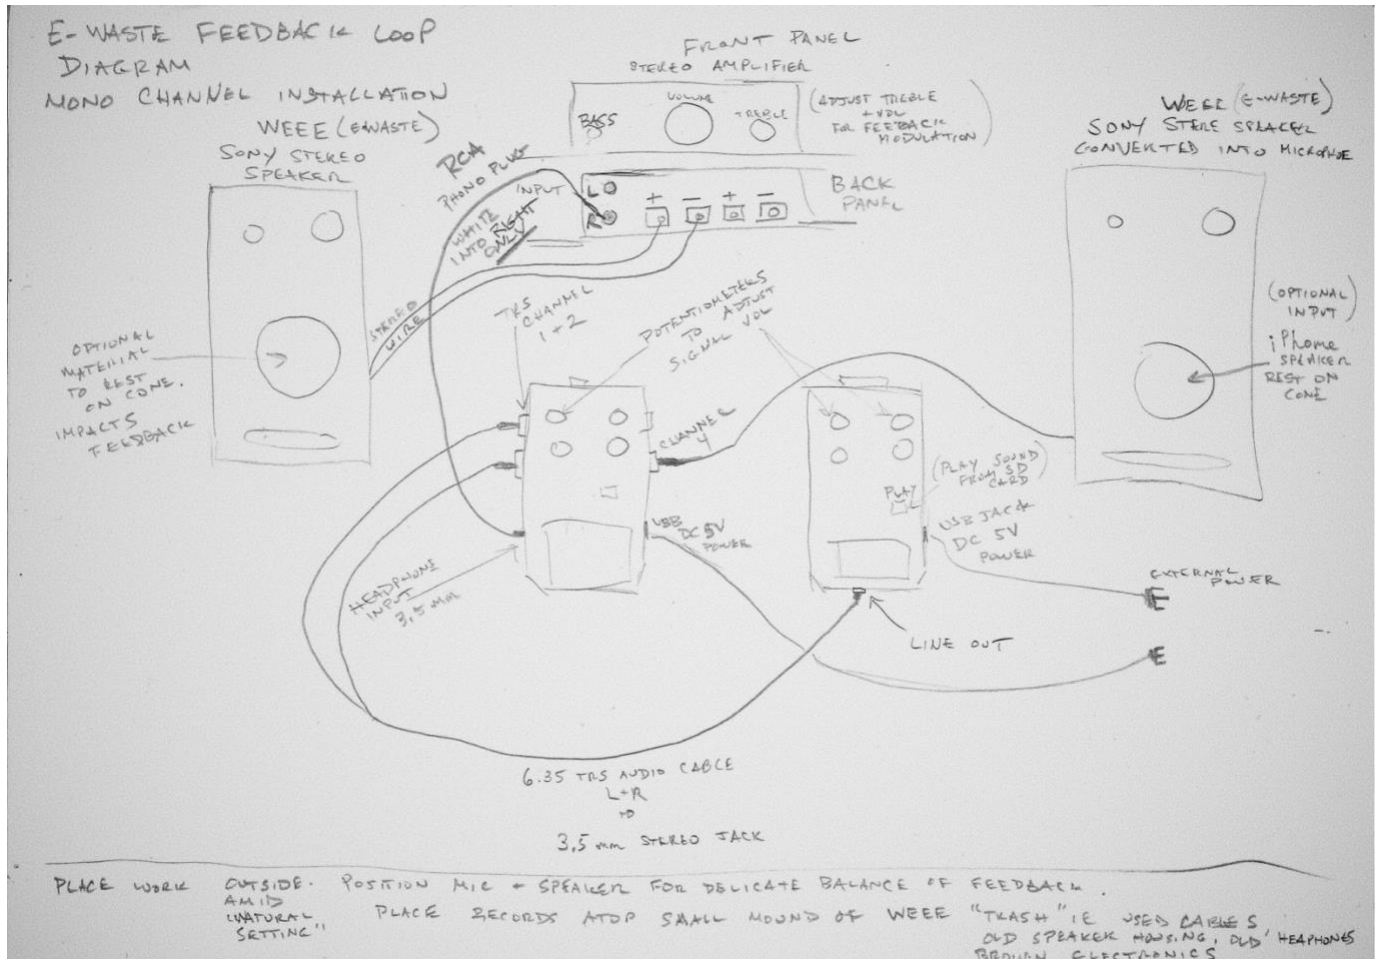 E-WASTE FEEDBACK LOOP
DIAGRAM
MONO CHANNEL INSTALLATION
WEEE (E-WASTE)
SONY STEREO
SPEAKER
FRONT PANEL
STEREO AMPLIFIER
BASS
VOLUME
TREBLE
(ADJUST TREBLE
+ VOL
FOR FEEDBACK
MODULATION)
WEEE (E-WASTE)
SONY STERE SPEAKER
CONVERTED INTO MICROPHOE
RCA
PHONO PLUG
INPUT
L
R
+ - + -
BACK
PANEL
WHITE
INTO RIGHT
ONLY
STEREO
WIRE
TRS
CHANNEL
1 + 2
POTENTIOMETERS
TO ADJUST
SIGNAL VOL
OPTIONAL
MATERIAL
TO REST
ON CONE.
IMPACTS
FEEDBACK
(OPTIONAL)
INPUT
iPhone
SPEAKER
REST ON
CONE
CHANNEL
4
(PLAY SOUND
FROM SD
CARD)
PLAY
USB
DC 5V
POWER
USB JACK
DC 5V
POWER
HEADPHONE
INPUT
3,5 mm
EXTERNAL
POWER
LINE OUT
6.35 TRS AUDIO CABLE
L+R
TO
3,5 mm STEREO JACK
PLACE WORK OUTSIDE. POSITION MIC + SPEAKER FOR DELICATE BALANCE OF FEEDBACK.
AMID
"NATURAL
SETTING"
PLACE RECORDS ATOP SMALL MOUND OF WEEE "TRASH" IE USED CABLES
OLD SPEAKER HOUSING, OLD HEAPHONES
BROWN ELECTRONICS